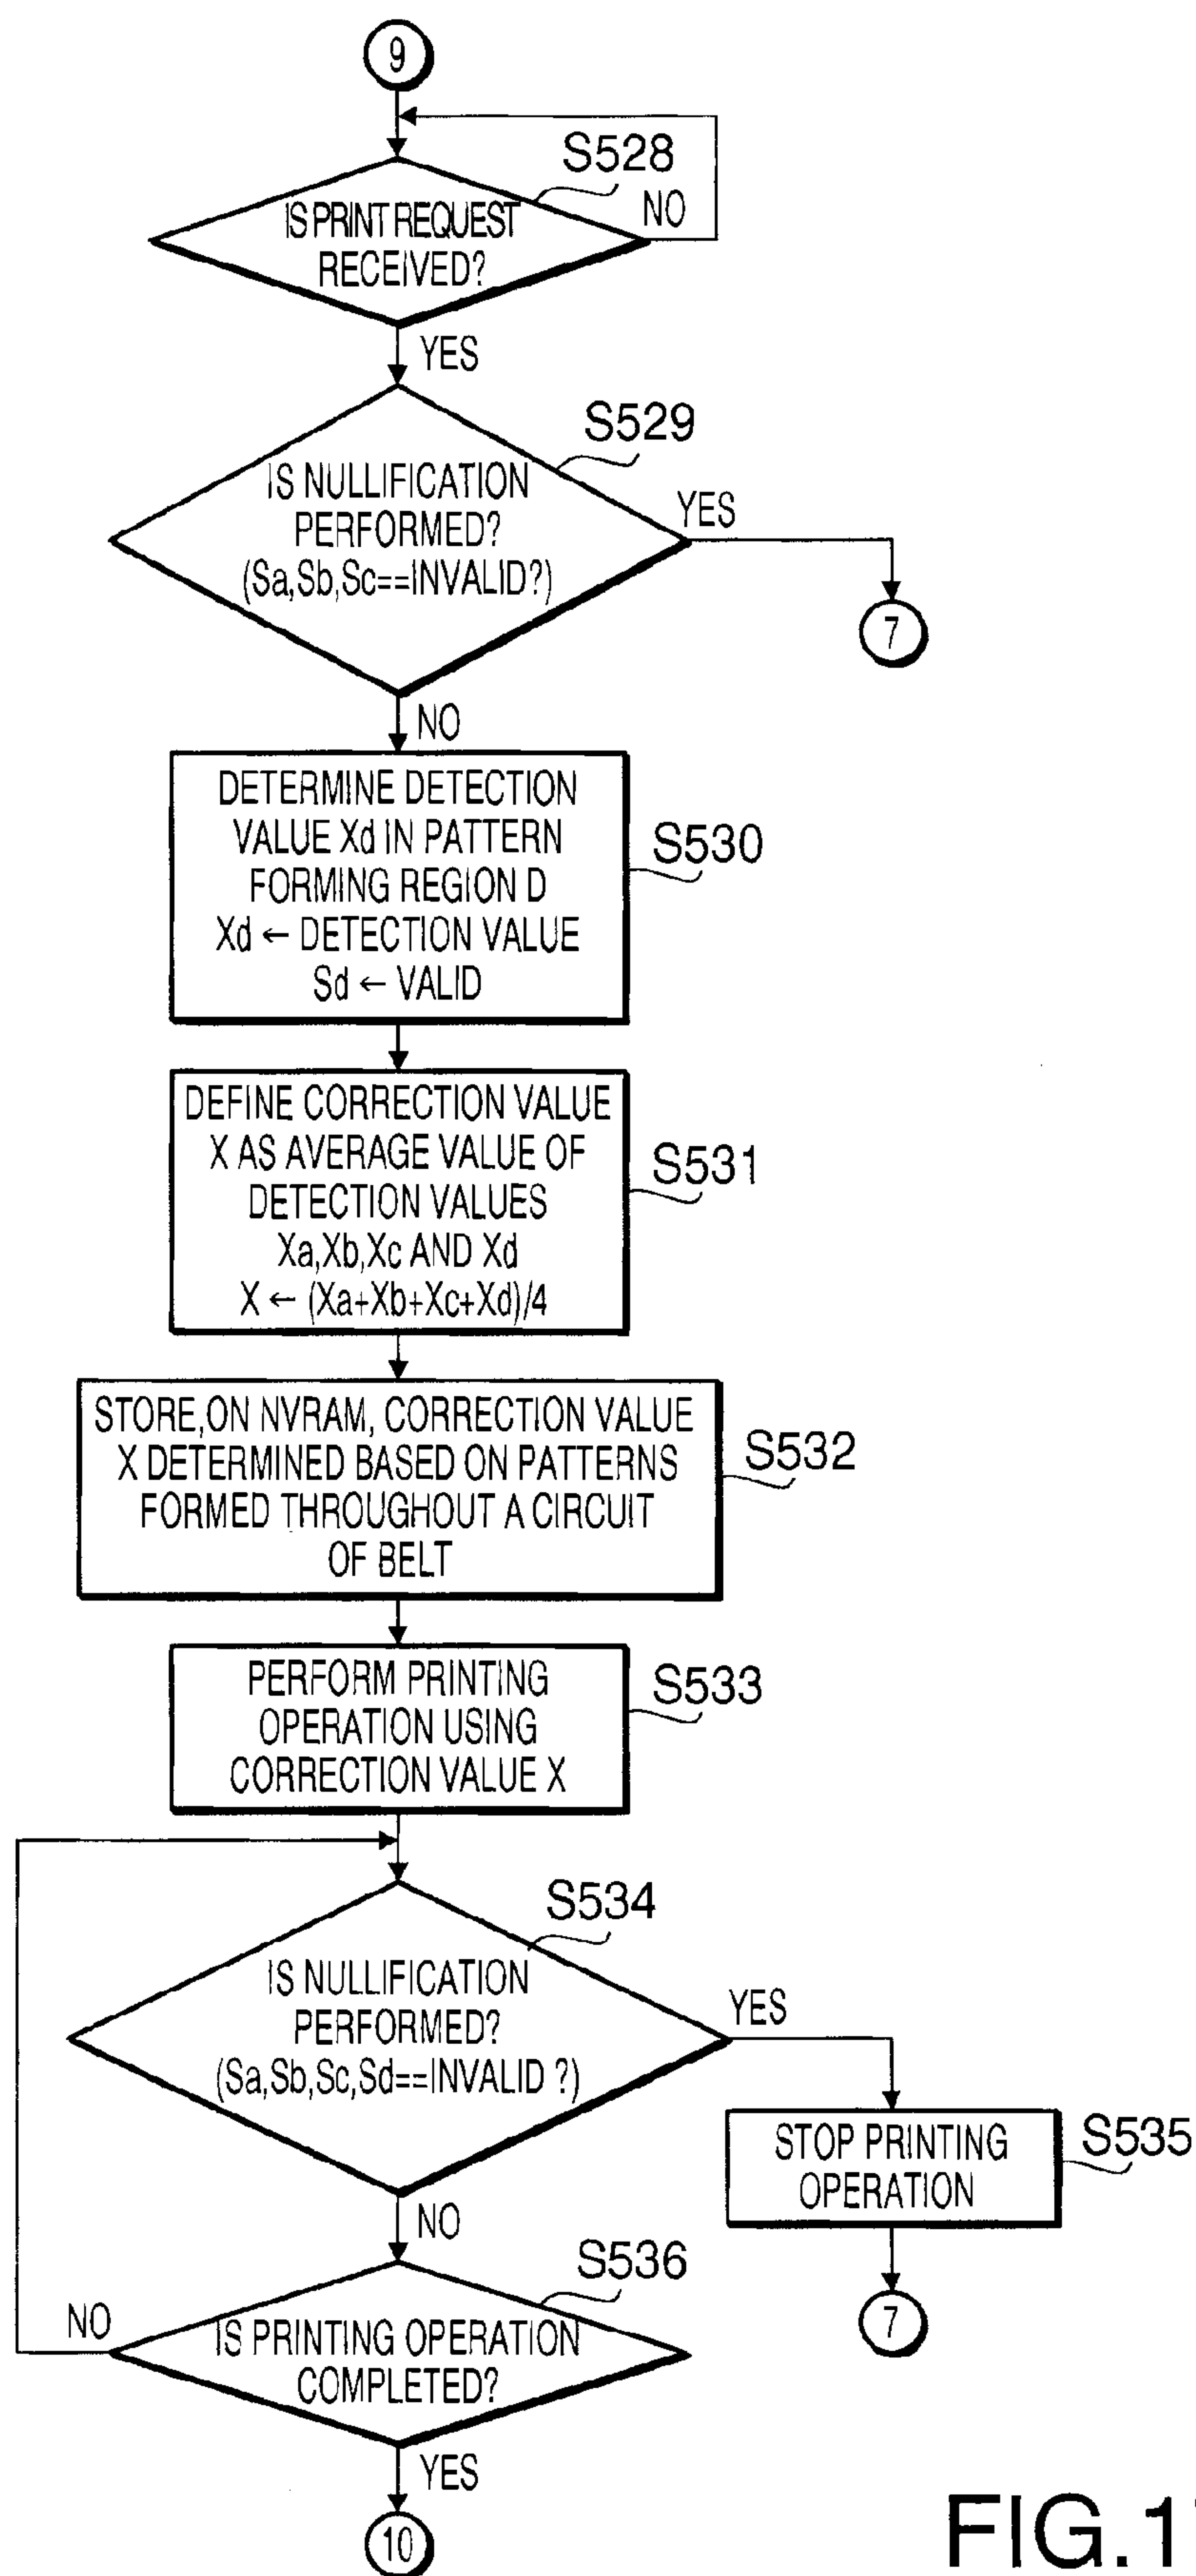 9
S528
IS PRINT REQUEST
RECEIVED?
NO
YES
S529
IS NULLIFICATION
PERFORMED?
(Sa,Sb,Sc==INVALID?)
YES
7
NO
DETERMINE DETECTION
VALUE Xd IN PATTERN
FORMING REGION D
Xd ← DETECTION VALUE
Sd ← VALID
S530
DEFINE CORRECTION VALUE
X AS AVERAGE VALUE OF
DETECTION VALUES
Xa,Xb,Xc AND Xd
X ← (Xa+Xb+Xc+Xd)/4
S531
STORE,ON NVRAM, CORRECTION VALUE
X DETERMINED BASED ON PATTERNS
FORMED THROUGHOUT A CIRCUIT
OF BELT
S532
PERFORM PRINTING
OPERATION USING
CORRECTION VALUE X
S533
S534
IS NULLIFICATION
PERFORMED?
(Sa,Sb,Sc,Sd==INVALID ?)
YES
STOP PRINTING
OPERATION
S535
7
NO
S536
IS PRINTING OPERATION
COMPLETED?
NO
YES
10